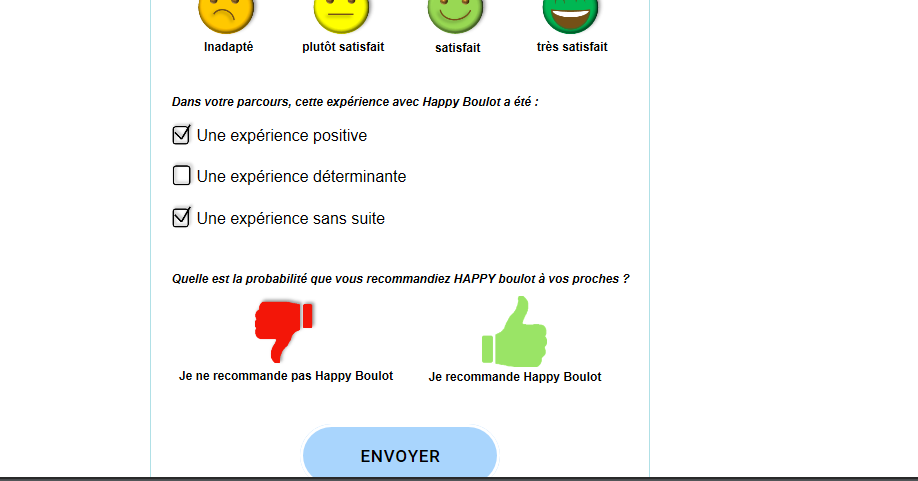 Inadapté plutôt satisfait satisfait très satisfait
Dans votre parcours, cette expérience avec Happy Boulot a été :
Une expérience positive
Une expérience déterminante
Une expérience sans suite
Quelle est la probabilité que vous recommandiez HAPPY boulot à vos proches ?
Je ne recommande pas Happy Boulot Je recommande Happy Boulot
ENVOYER